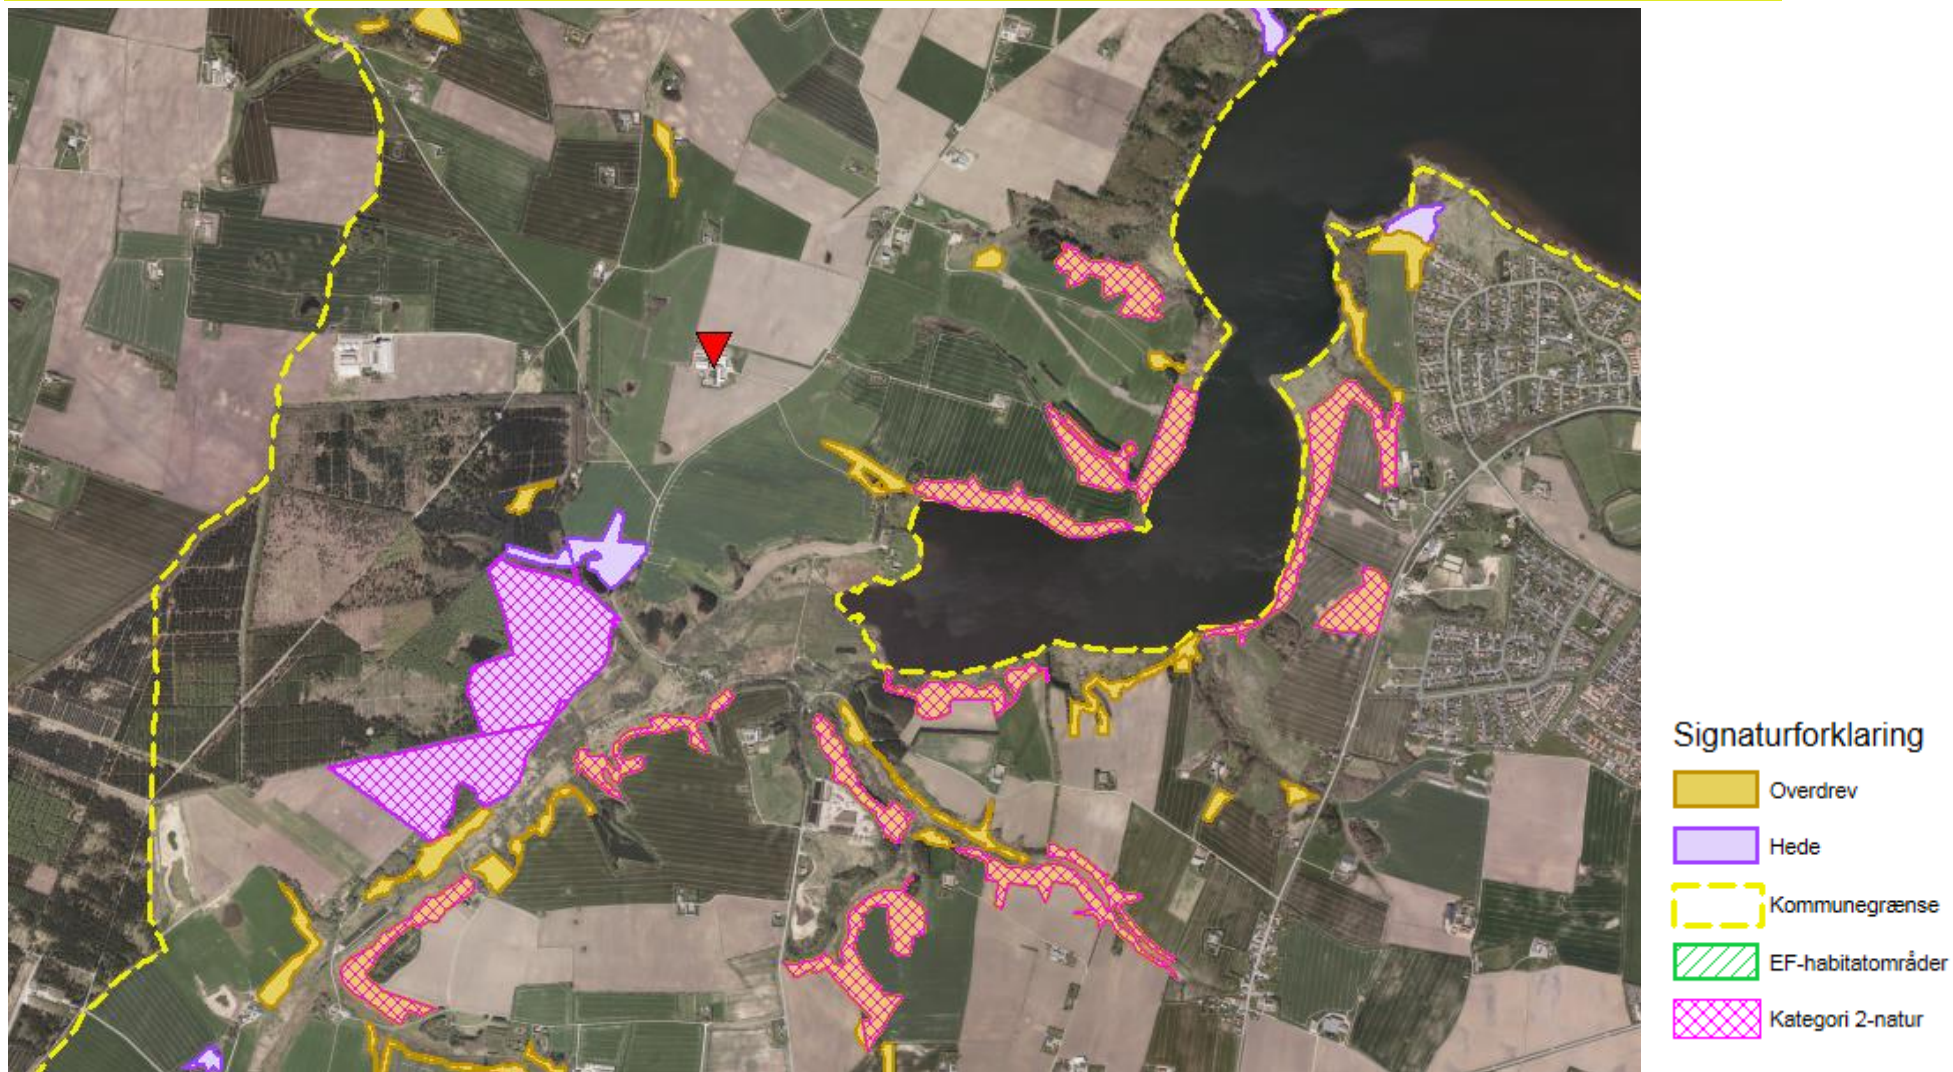 Signaturforklaring
Overdrev
Hede
Kommunegrænse
EF-habitatområder
Kategori 2-natur